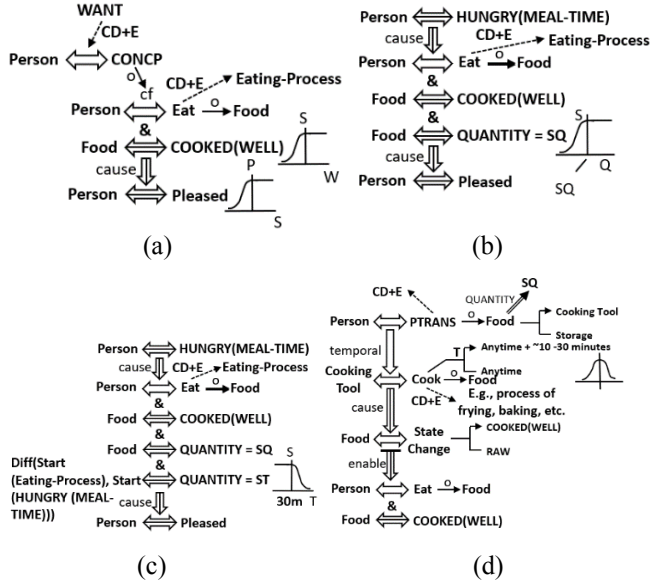 WANT
CD+E
Person CONCP
o
cf
CD+E Eating-Process
Person Eat o Food
&
Food COOKED(WELL)
S
W
cause
Person Pleased
P
S
(a)
Person HUNGRY(MEAL-TIME)
cause CD+E
Eating-Process
Person Eat o Food
&
Food COOKED(WELL)
&
Food QUANTITY = SQ
S
Q
SQ
cause
Person Pleased
(b)
Person HUNGRY(MEAL-TIME)
cause CD+E Eating-Process
Person Eat o Food
&
Food COOKED(WELL)
&
Food QUANTITY = SQ
&
Diff(Start
(Eating-Process), Start QUANTITY = ST
(HUNGRY (MEAL-
TIME)))
S
30m T
cause
Person Pleased
(c)
SQ
CD+E
QUANTITY
Person PTRANS o Food
Cooking Tool
Storage
temporal
T
Anytime + ~10 -30 minutes
Anytime
Cooking
Tool
Cook o Food
CD+E
E.g., process of
frying, baking, etc.
cause
Food State
Change
COOKED(WELL)
RAW
enable
Person Eat o Food
&
Food COOKED(WELL)
(d)